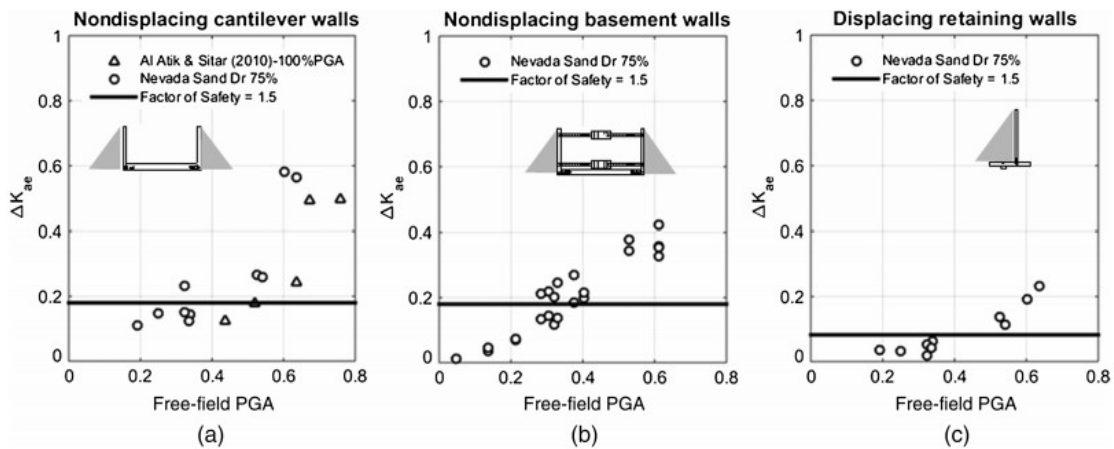 Nondisplacing cantilever walls
1
Al Atik & Sitar (2010)-100%PGA
Nevada Sand Dr 75%
Factor of Safety = 1.5
0.8
0.6
ΔKae
0.4
0.2
0
0 0.2 0.4 0.6 0.8
Free-field PGA
(a)
Nondisplacing basement walls
1
Nevada Sand Dr 75%
Factor of Safety = 1.5
0.8
0.6
ΔKae
0.4
0.2
0
0 0.2 0.4 0.6 0.8
Free-field PGA
(b)
Displacing retaining walls
1
Nevada Sand Dr 75%
Factor of Safety = 1.5
0.8
0.6
ΔKae
0.4
0.2
0
0 0.2 0.4 0.6 0.8
Free-field PGA
(c)